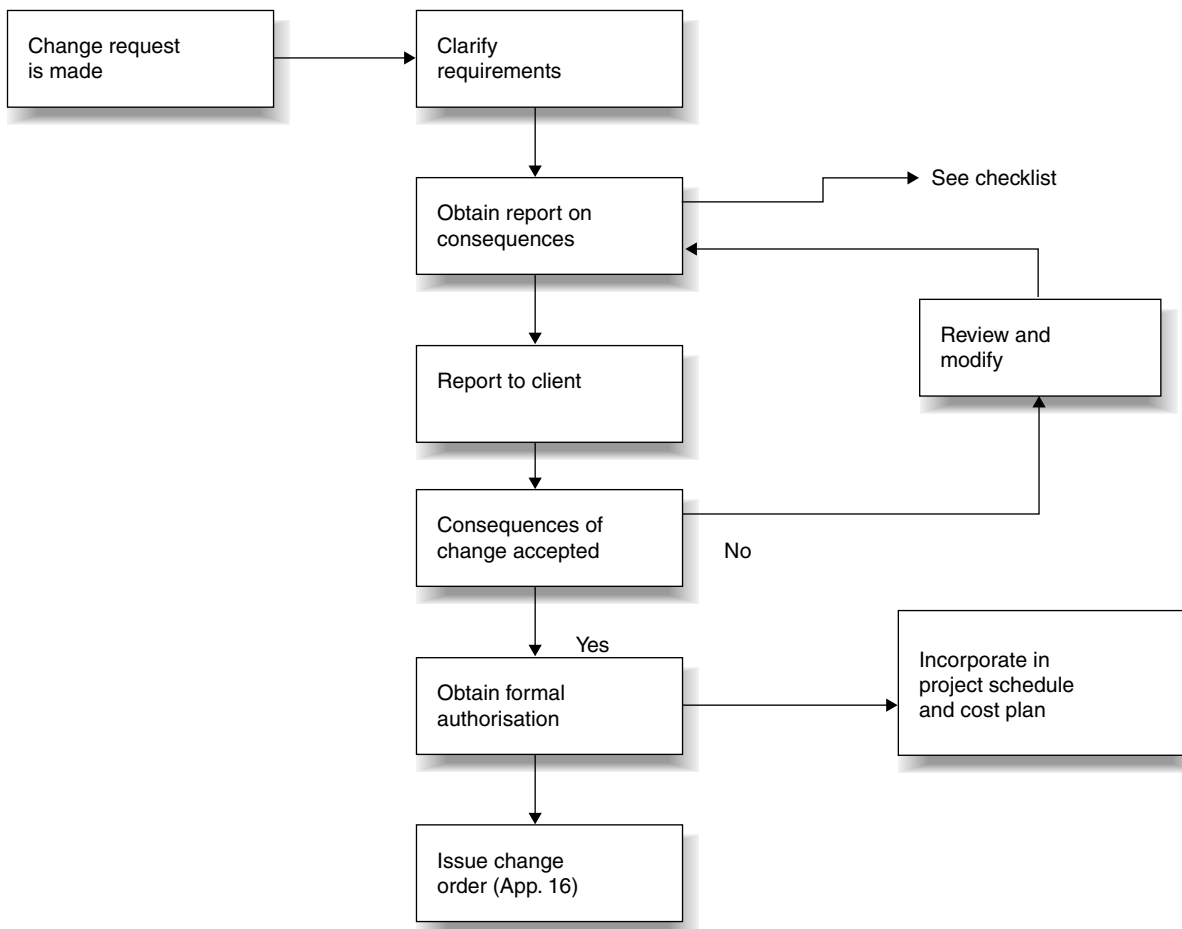 Change request
is made
Clarify
requirements
Obtain report on
consequences
See checklist
Review and
modify
Report to client
Consequences of
change accepted
No
Yes
Obtain formal
authorisation
Incorporate in
project schedule
and cost plan
Issue change
order (App. 16)